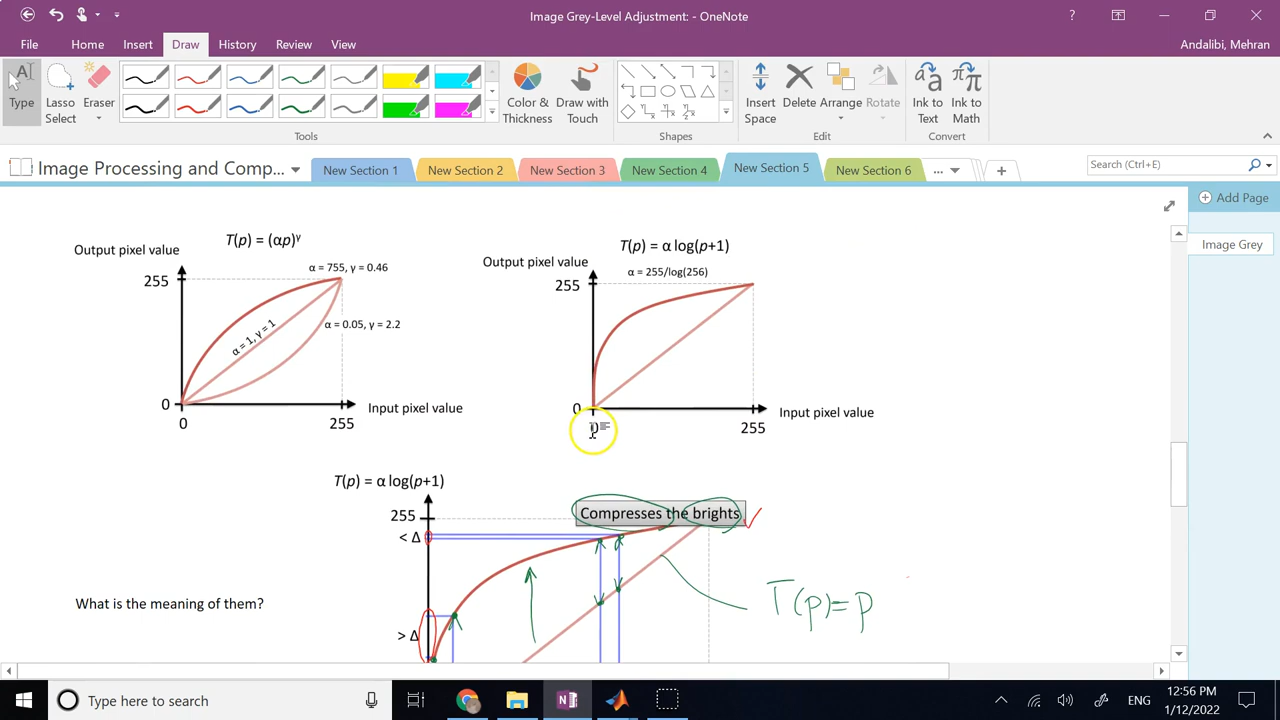 Image Grey-Level Adjustment: - OneNote
Andalibi, Mehran
File Home Insert Draw History Review View
Type
Lasso Select
Eraser
Color & Thickness
Draw with Touch
Insert Space
Delete
Arrange
Rotate
Ink to Text
Ink to Math
Tools
Shapes
Edit
Convert
Image Processing and Comp...
New Section 1
New Section 2
New Section 3
New Section 4
New Section 5
New Section 6
...
Search (Ctrl+E)
Add Page
Image Grey
T(p) = (αp)ᵞ
Output pixel value
α = 755, γ = 0.46
255
α = 1, γ = 1
α = 0.05, γ = 2.2
0
Input pixel value
0
255
T(p) = α log(p+1)
Output pixel value
α = 255/log(256)
255
0
Input pixel value
0
255
T(p) = α log(p+1)
255
Compresses the brights
< Δ
What is the meaning of them?
T(p)=p
> Δ
Type here to search
ENG
12:56 PM
1/12/2022